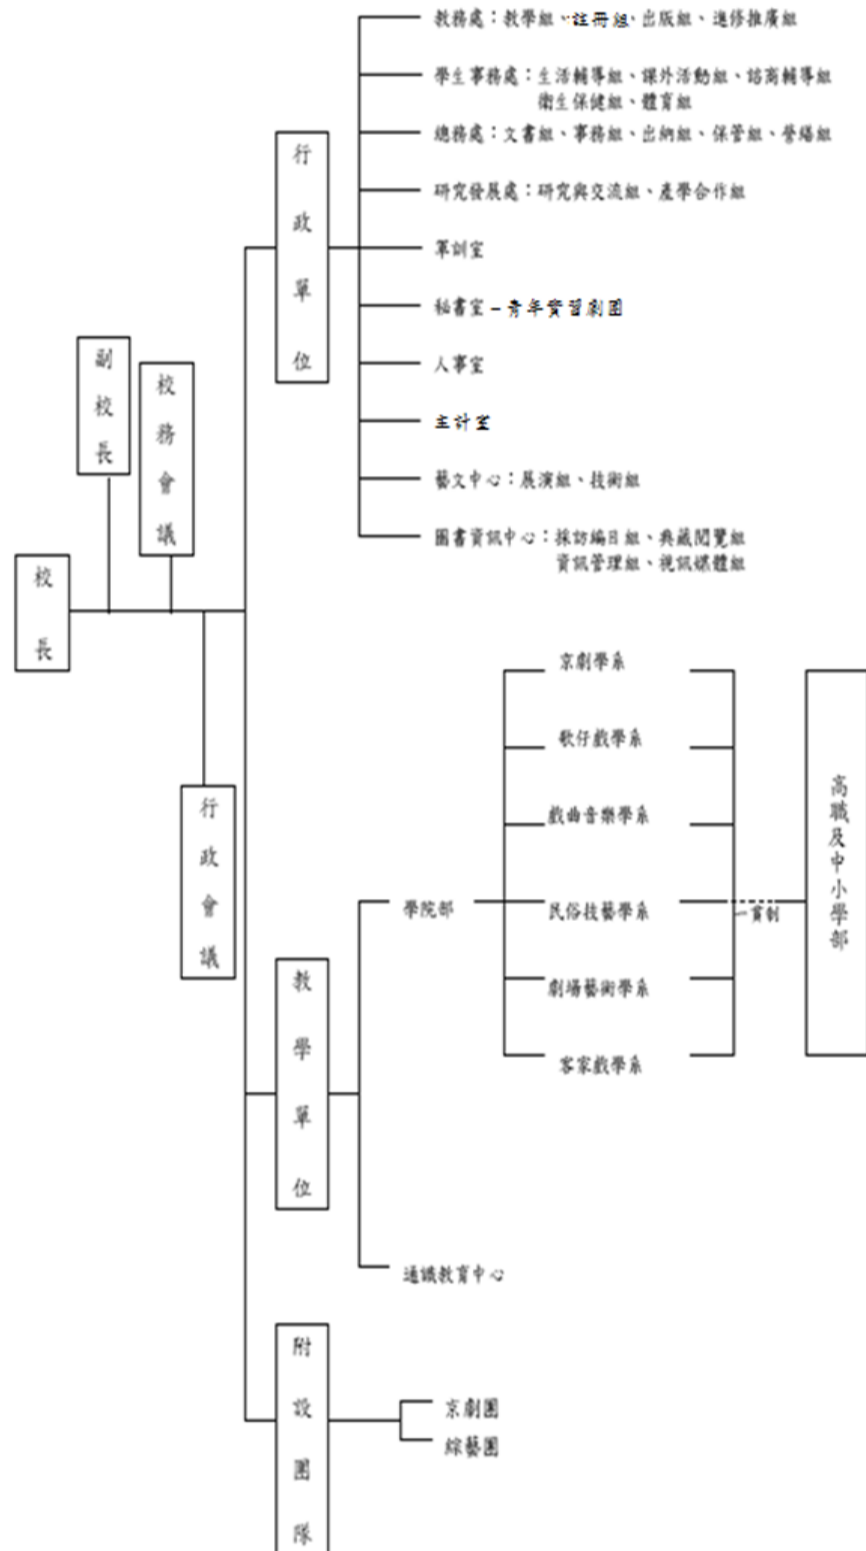 教務處：教學組、註冊組、出版組、進修推廣組
學生事務處：生活輔導組、課外活動組、諮商輔導組
衛生保健組、體育組
總務處：文書組、事務組、出納組、保管組、營繕組
研究發展處：研究與交流組、產學合作組
軍訓室
秘書室－青年實習劇團
人事室
主計室
藝文中心：展演組、技術組
圖書資訊中心：採訪編目組、典藏閱覽組
資訊管理組、視訊媒體組
行政單位
副校長
校務會議
校長
行政會議
京劇學系
歌仔戲學系
戲曲音樂學系
學院部
民俗技藝學系
一貫制
劇場藝術學系
客家戲學系
高職及中小學部
教學單位
通識教育中心
附設團隊
京劇團
綜藝團